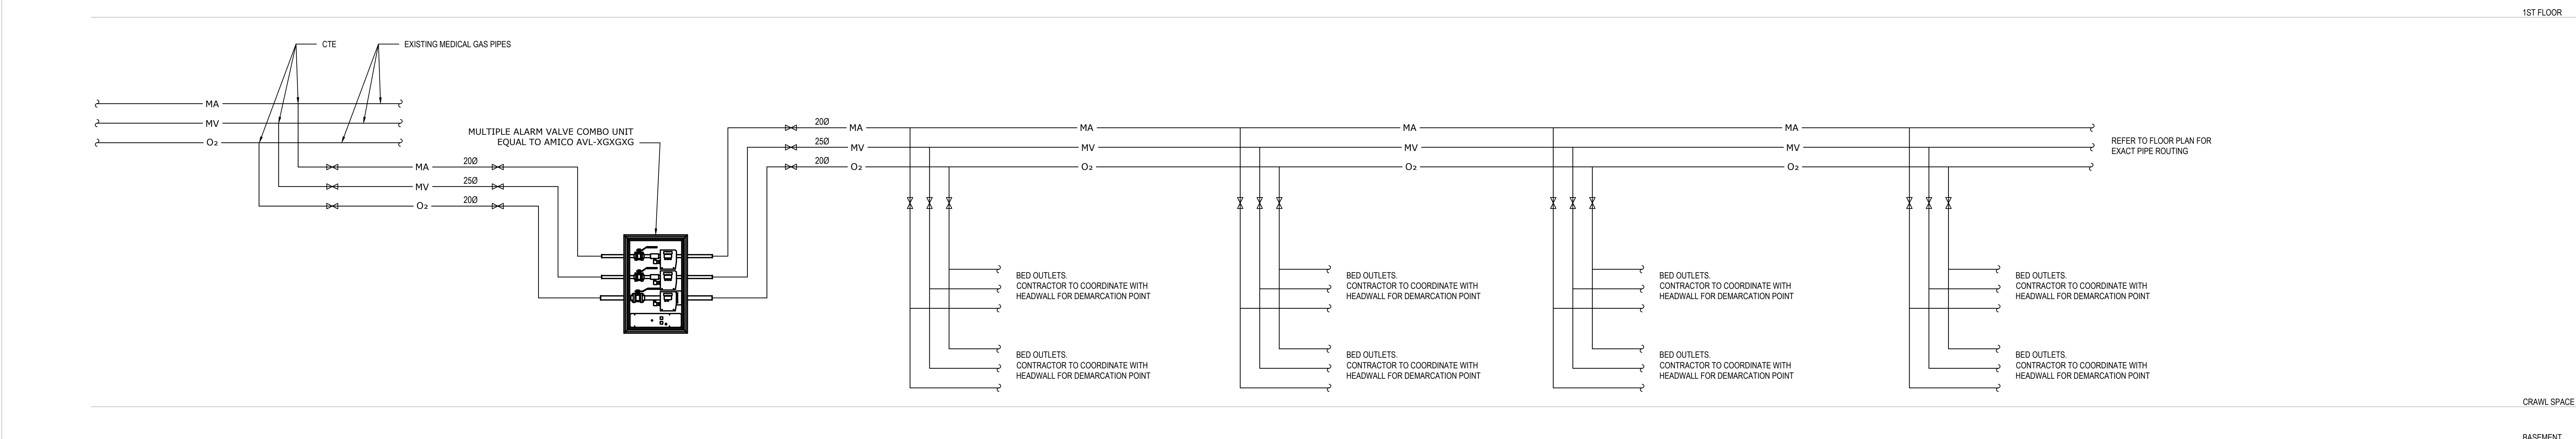 1ST FLOOR
CTE
EXISTING MEDICAL GAS PIPES
MA
MV
O₂
MULTIPLE ALARM VALVE COMBO UNIT
EQUAL TO AMICO AVL-XGXGXG
MA 20Ø
MV 25Ø
O₂ 20Ø
20Ø MA MA MA MA
25Ø MV MV MV MV
20Ø O₂ O₂ O₂ O₂
REFER TO FLOOR PLAN FOR
EXACT PIPE ROUTING
BED OUTLETS.
CONTRACTOR TO COORDINATE WITH
HEADWALL FOR DEMARCATION POINT
BED OUTLETS.
CONTRACTOR TO COORDINATE WITH
HEADWALL FOR DEMARCATION POINT
BED OUTLETS.
CONTRACTOR TO COORDINATE WITH
HEADWALL FOR DEMARCATION POINT
BED OUTLETS.
CONTRACTOR TO COORDINATE WITH
HEADWALL FOR DEMARCATION POINT
BED OUTLETS.
CONTRACTOR TO COORDINATE WITH
HEADWALL FOR DEMARCATION POINT
BED OUTLETS.
CONTRACTOR TO COORDINATE WITH
HEADWALL FOR DEMARCATION POINT
BED OUTLETS.
CONTRACTOR TO COORDINATE WITH
HEADWALL FOR DEMARCATION POINT
BED OUTLETS.
CONTRACTOR TO COORDINATE WITH
HEADWALL FOR DEMARCATION POINT
CRAWL SPACE
BASEMENT